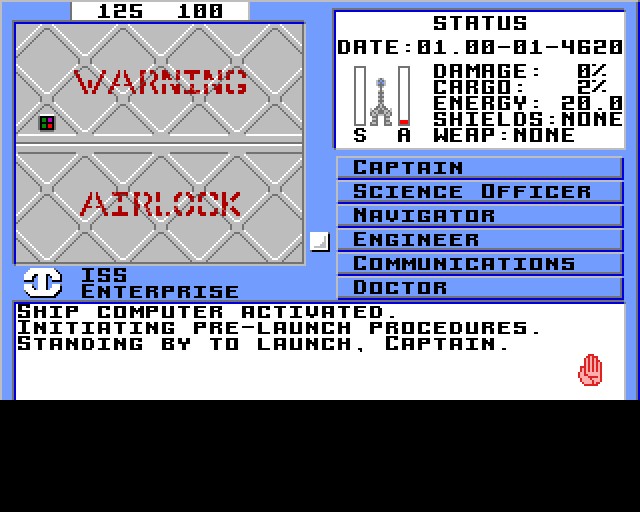 125 100
WARNING
AIRLOCK
ISS
ENTERPRISE
STATUS
DATE:01.00-01-4620
DAMAGE: 0%
CARGO: 2%
ENERGY: 20.0
SHIELDS:NONE
S A WEAP:NONE
CAPTAIN
SCIENCE OFFICER
NAVIGATOR
ENGINEER
COMMUNICATIONS
DOCTOR
SHIP COMPUTER ACTIVATED.
INITIATING PRE-LAUNCH PROCEDURES.
STANDING BY TO LAUNCH, CAPTAIN.